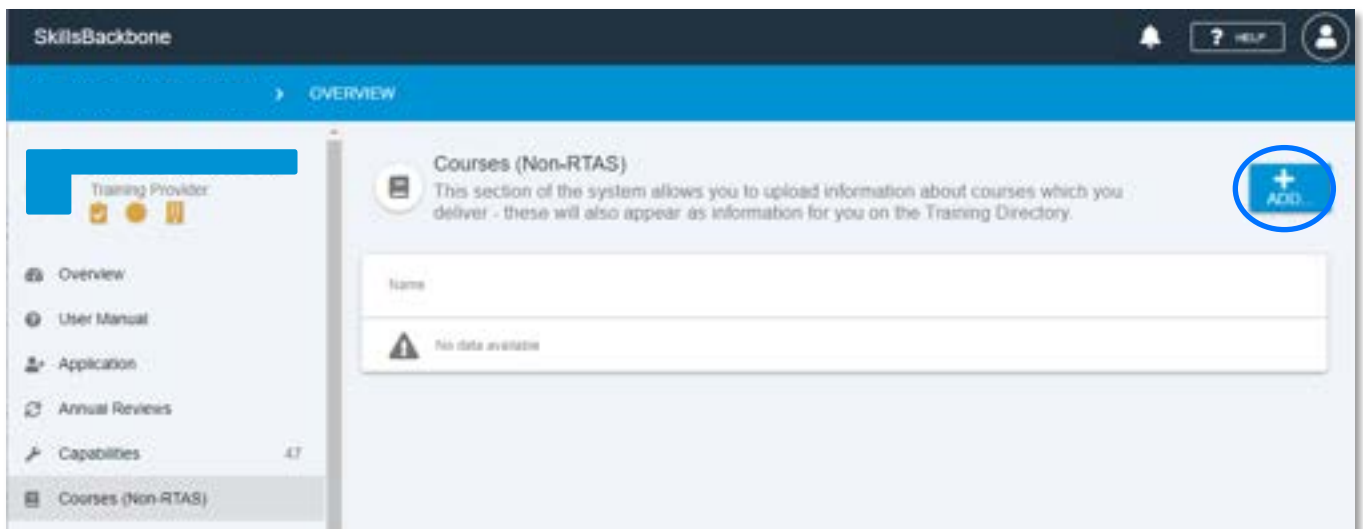 SkillsBackbone
? HELP
> OVERVIEW
Training Provider
Courses (Non-RTAS)
This section of the system allows you to upload information about courses which you
deliver - these will also appear as information for you on the Training Directory.
+
ADD...
Overview
User Manual
Application
Annual Reviews
Capabilities 47
Courses (Non-RTAS)
Name
No data available